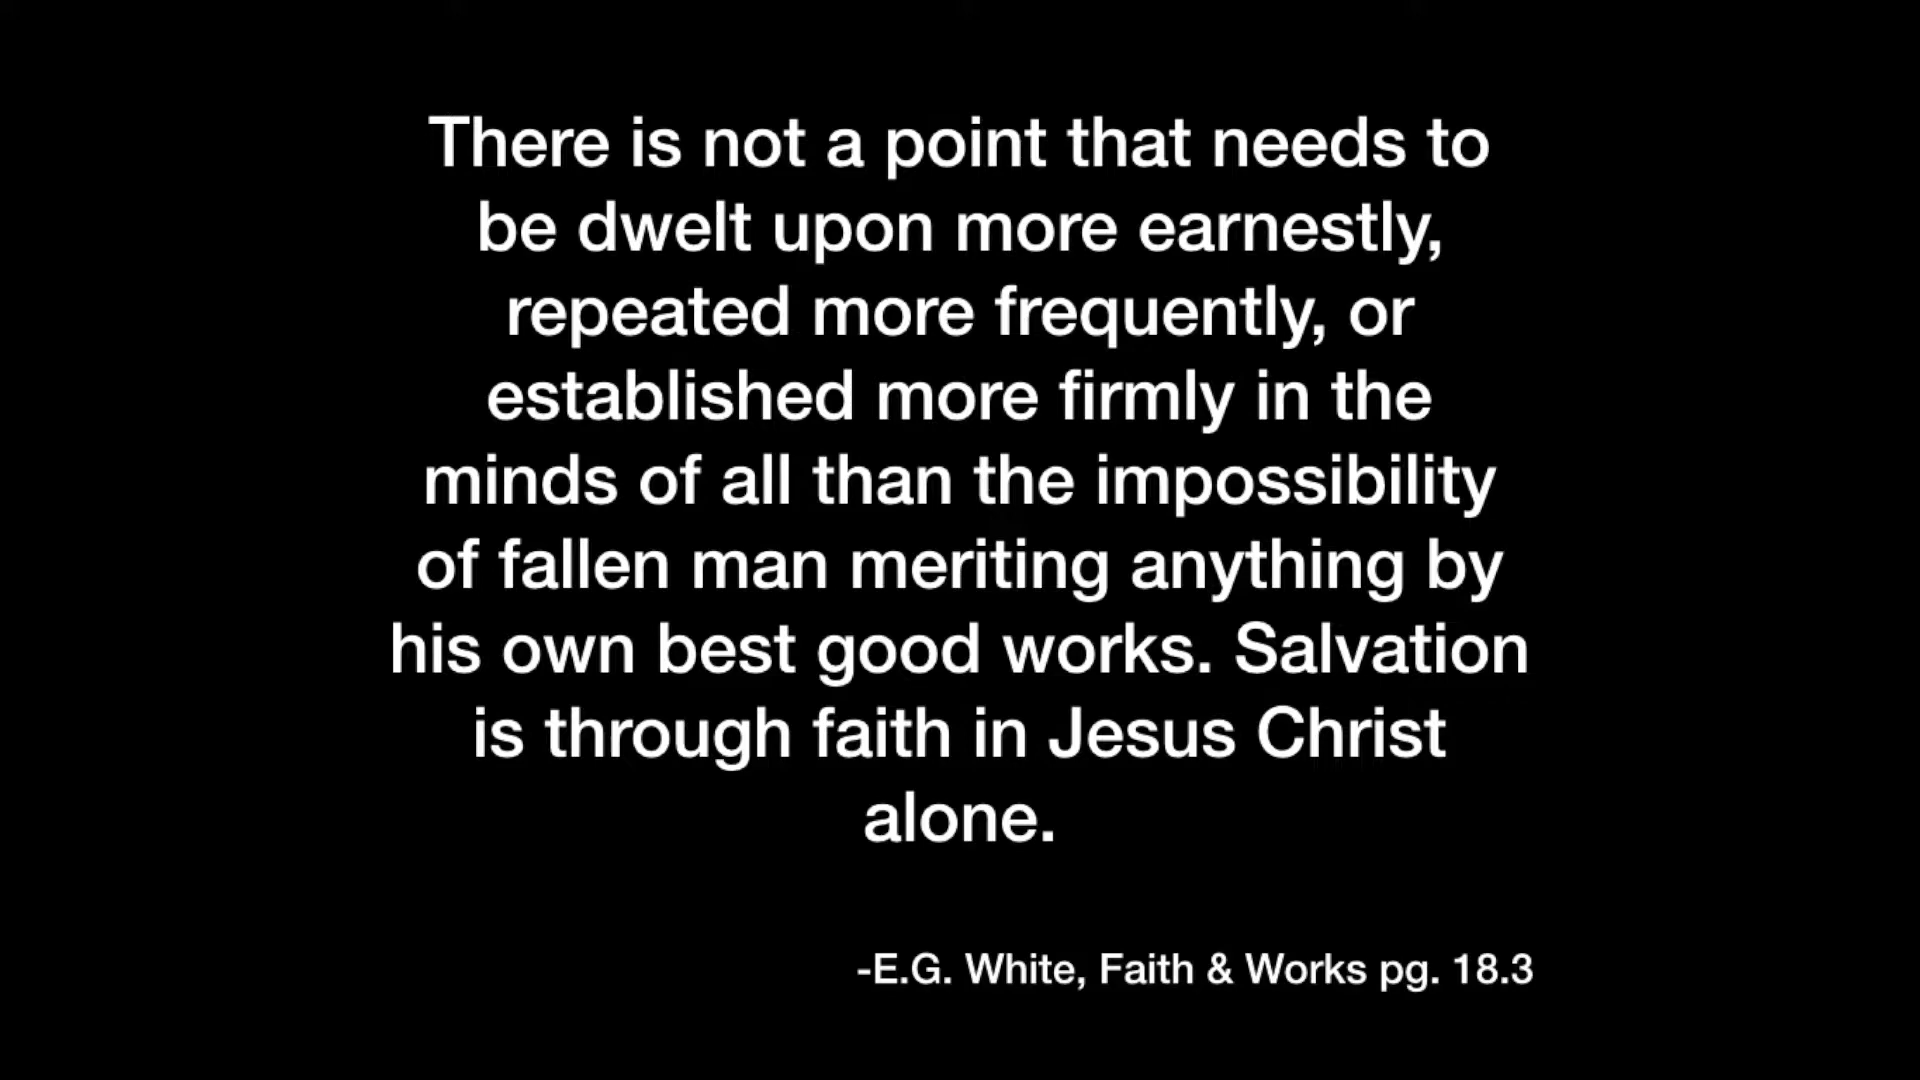 There is not a point that needs to
be dwelt upon more earnestly,
repeated more frequently, or
established more firmly in the
minds of all than the impossibility
of fallen man meriting anything by
his own best good works. Salvation
is through faith in Jesus Christ
alone.
-E.G. White, Faith & Works pg. 18.3